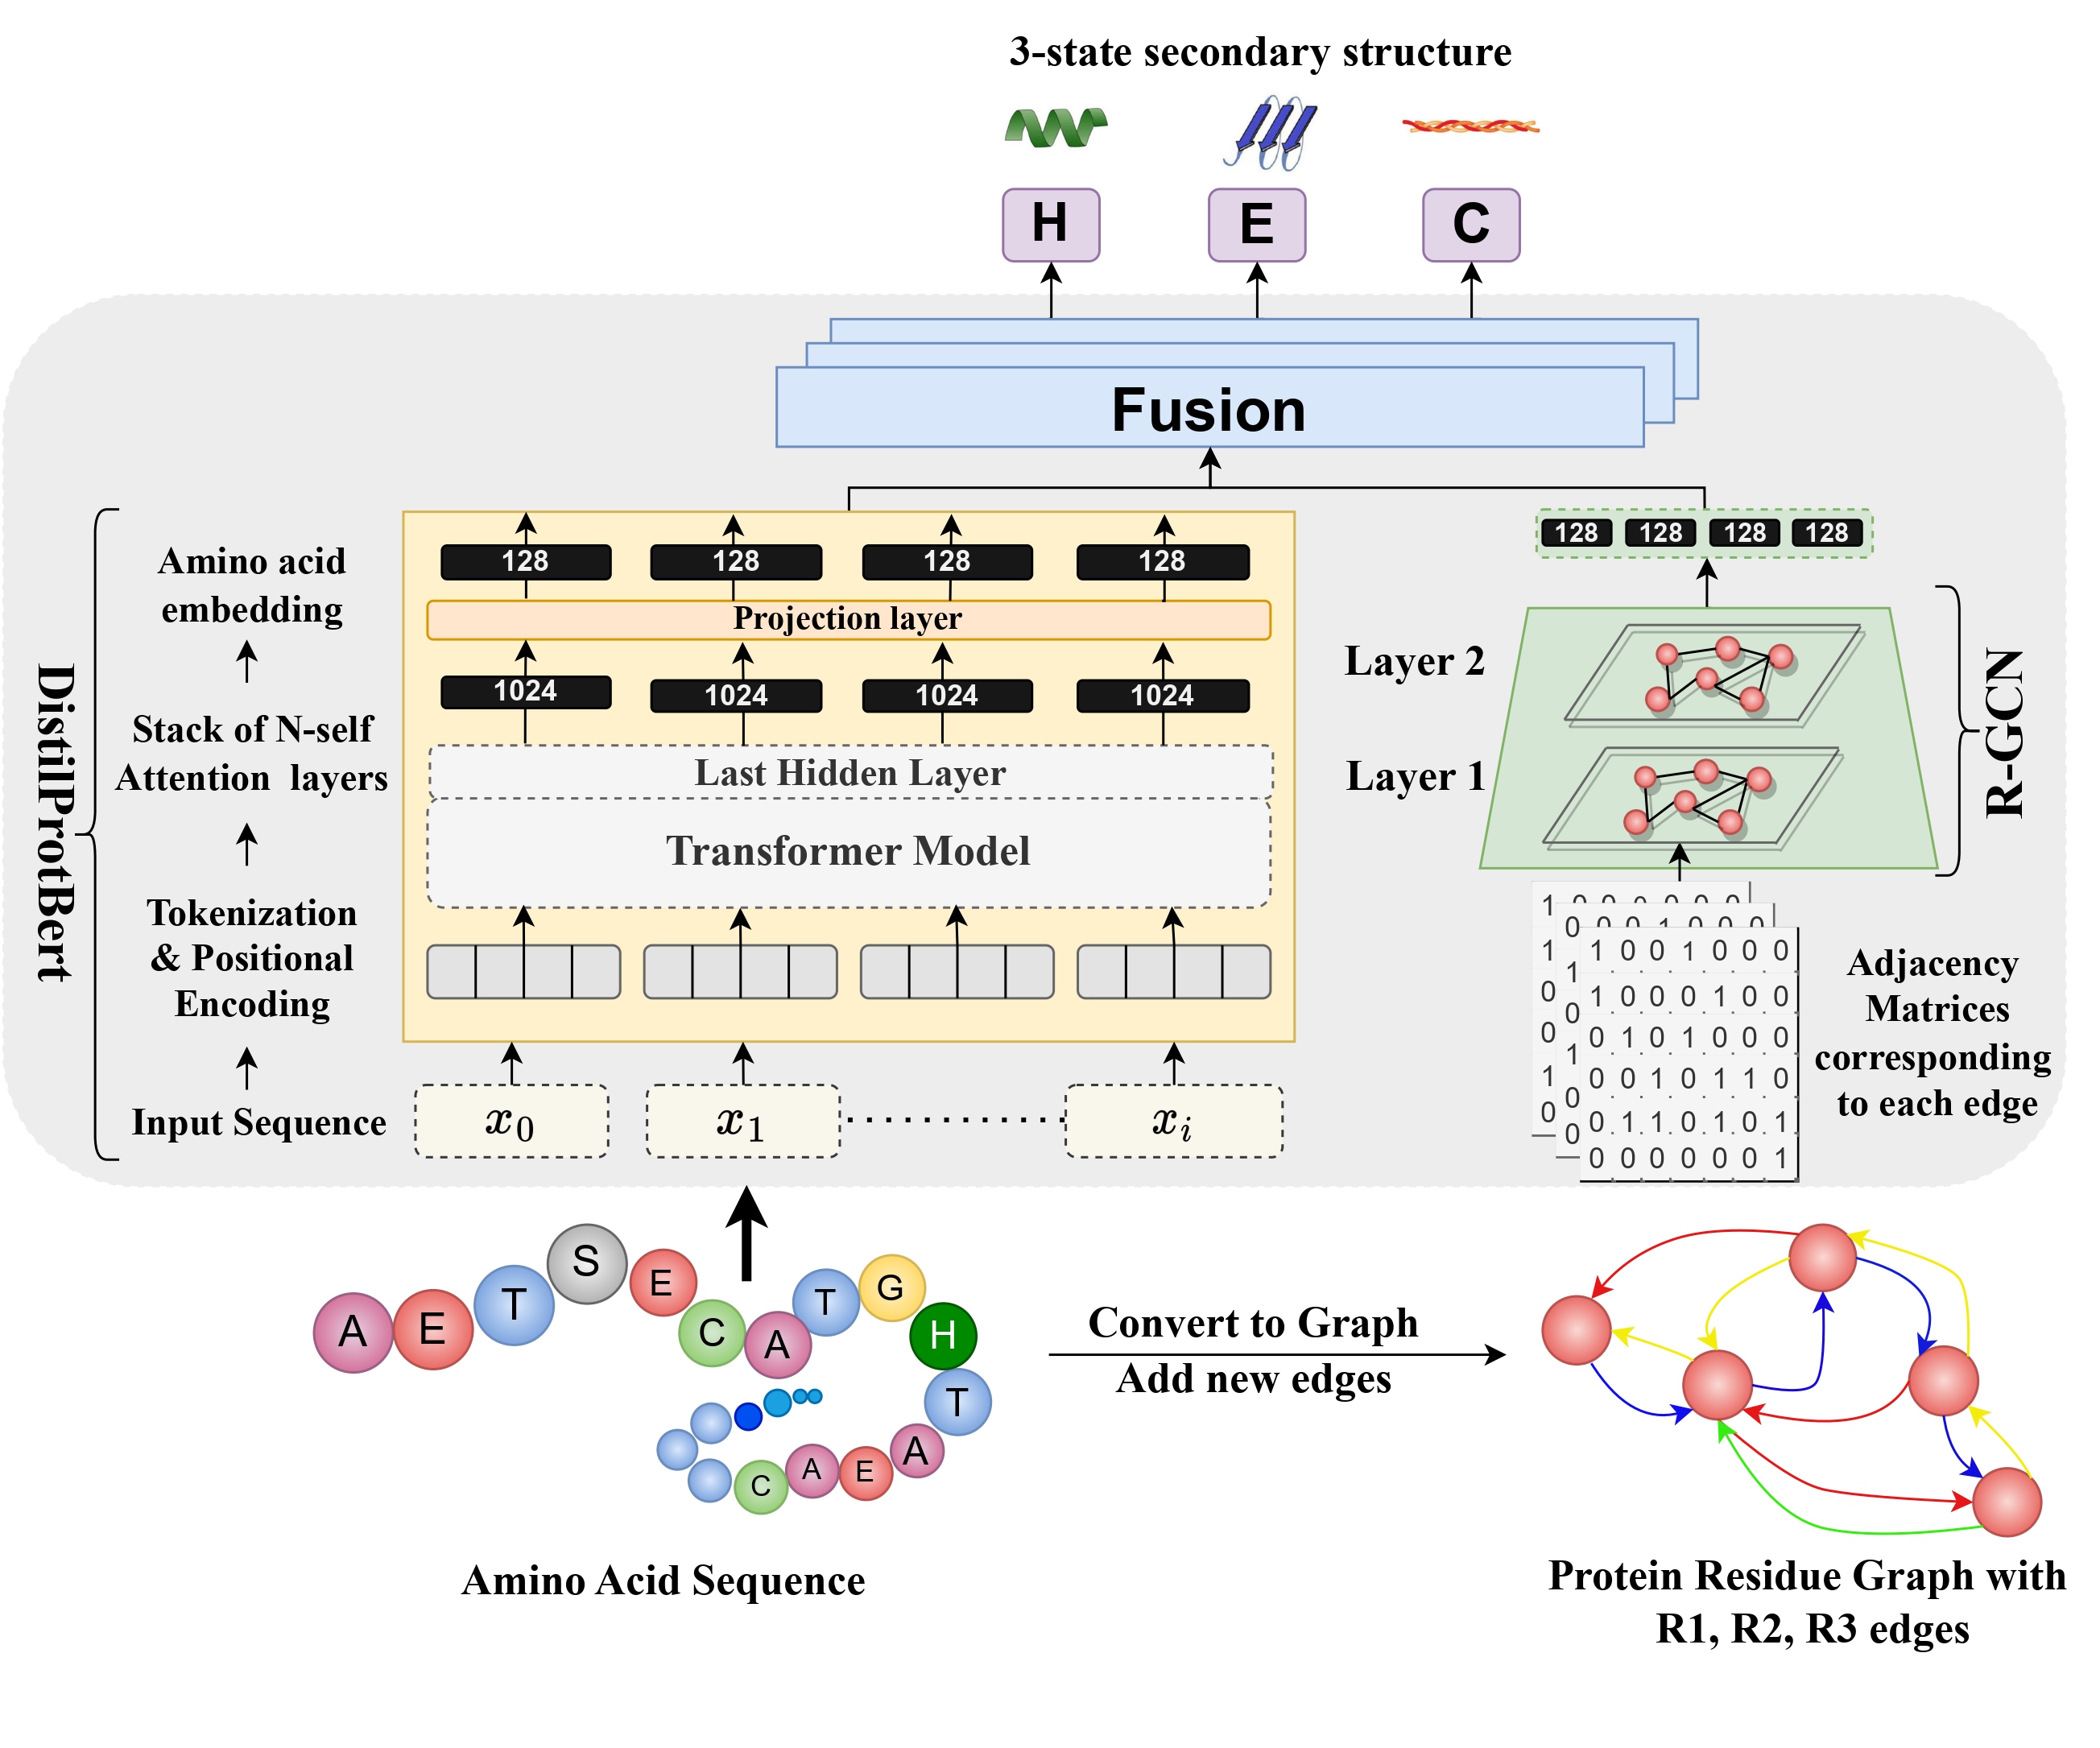 3-state secondary structure
H E C
Fusion
DistilProtBert
Amino acid
embedding
Stack of N-self
Attention layers
Tokenization
& Positional
Encoding
Input Sequence
128 128 128 128
Projection layer
1024 1024 1024 1024
Last Hidden Layer
Transformer Model
x0 x1 xi
128 128 128 128
Layer 2
Layer 1
R-GCN
1 0 0 1 0 0 0
1 0 0 0 1 0 0
0 1 0 1 0 0 0
0 0 1 0 1 1 0
0 1 1 0 1 0 1
0 0 0 0 0 0 1
Adjacency
Matrices
corresponding
to each edge
A E T S E C A T G H T A E A C
Convert to Graph
Add new edges
Amino Acid Sequence
Protein Residue Graph with
R1, R2, R3 edges